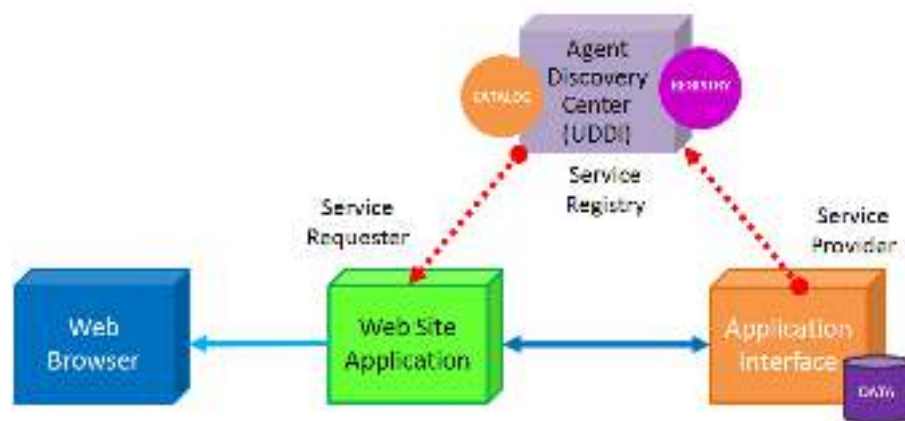 Agent
Discovery
Center
(UDDI)
CATALOG
REGISTRY
Service
Registry
Service
Requester
Service
Provider
Web
Browser
Web Site
Application
Application
Interface
DATA